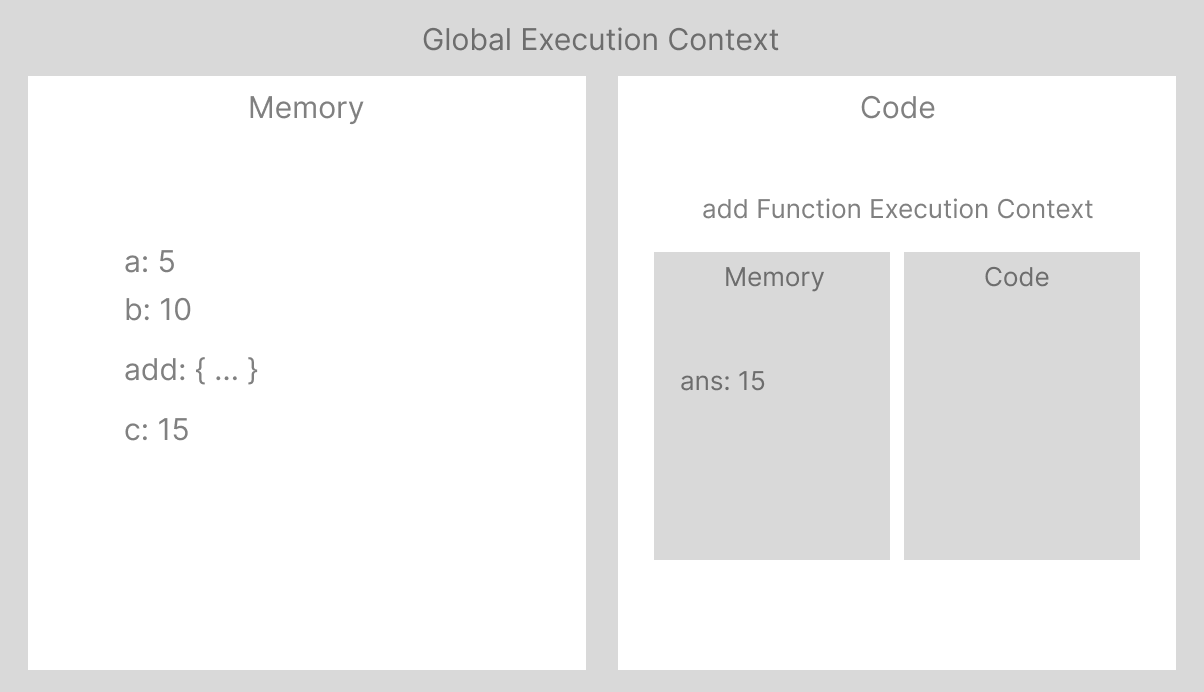 Global Execution Context
Memory
a: 5
b: 10
add: { ... }
c: 15
Code
add Function Execution Context
Memory
ans: 15
Code